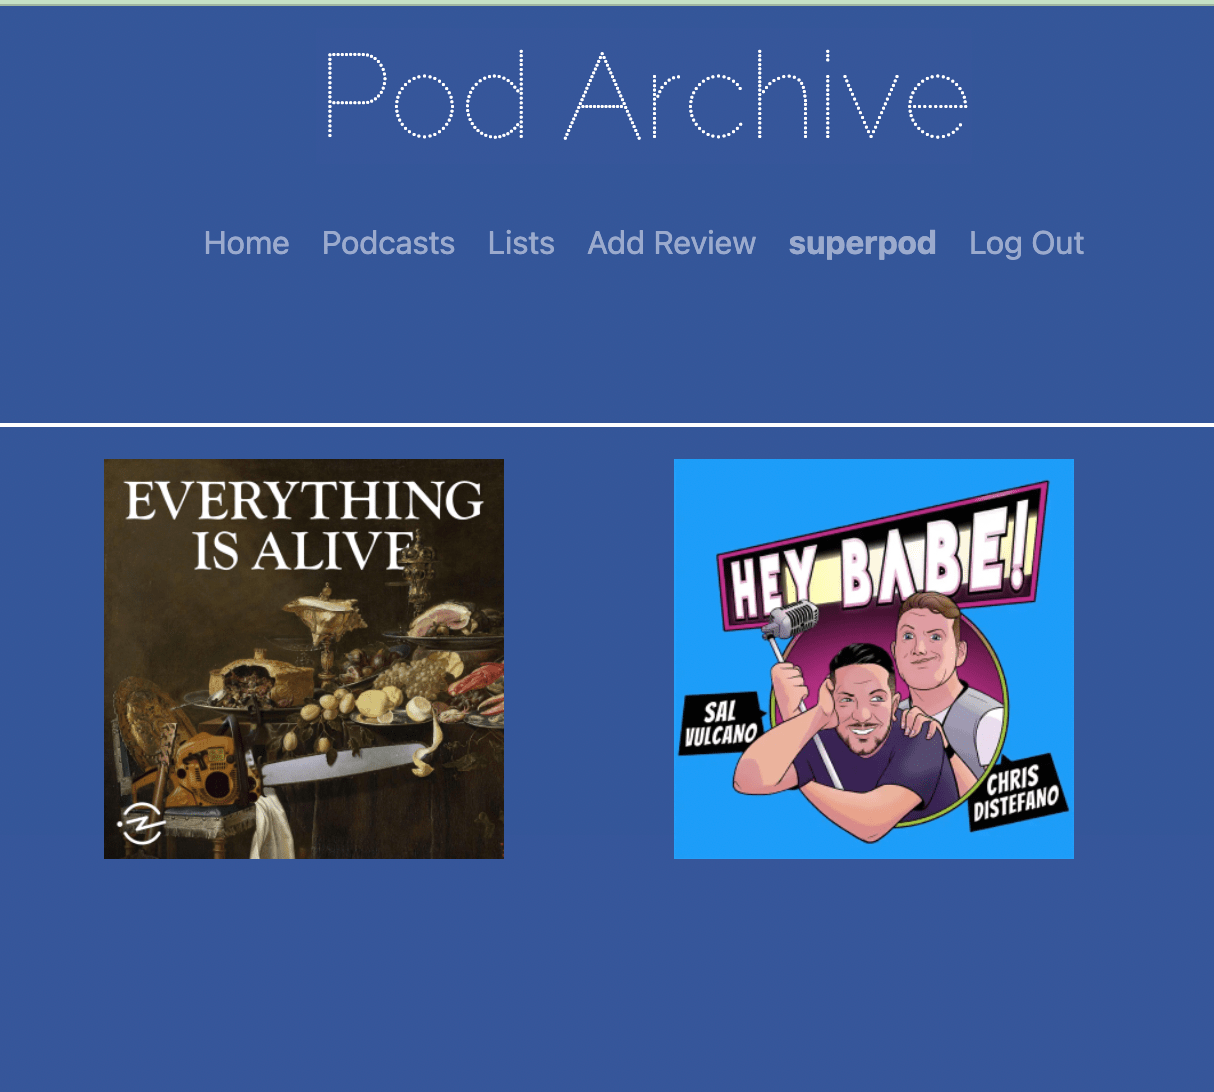 Pod Archive
Home Podcasts Lists Add Review superpod Log Out
EVERYTHING
IS ALIVE
HEY BABE!
SAL
VULCANO
CHRIS
DISTEFANO